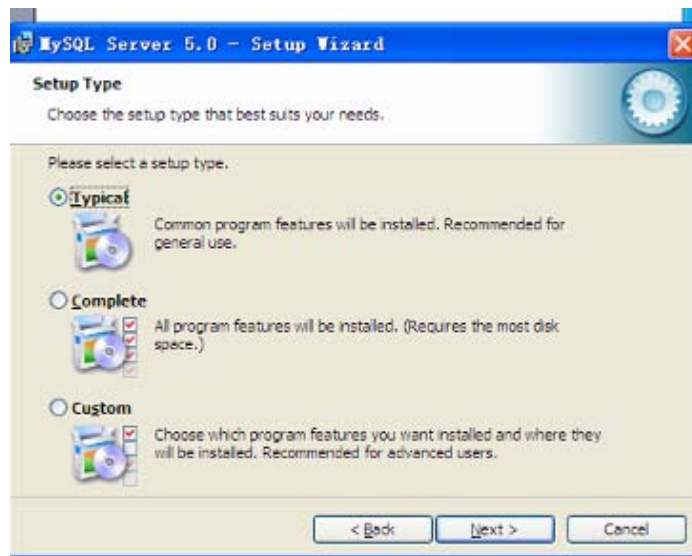 MySQL Server 5.0 - Setup Wizard
Setup Type
Choose the setup type that best suits your needs.
Please select a setup type.
Typical
Common program features will be installed. Recommended for
general use.
Complete
All program features will be installed. (Requires the most disk
space.)
Custom
Choose which program features you want installed and where they
will be installed. Recommended for advanced users.
< Back
Next >
Cancel